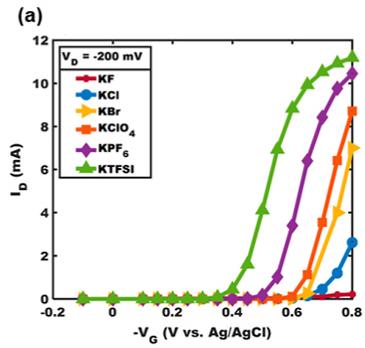 (a)
12
10
8
6
4
2
0
I_D (mA)
V_D = -200 mV
KF
KCl
KBr
KClO_4
KPF_6
KTFSI
-0.2 0 0.2 0.4 0.6 0.8
-V_G (V vs. Ag/AgCl)